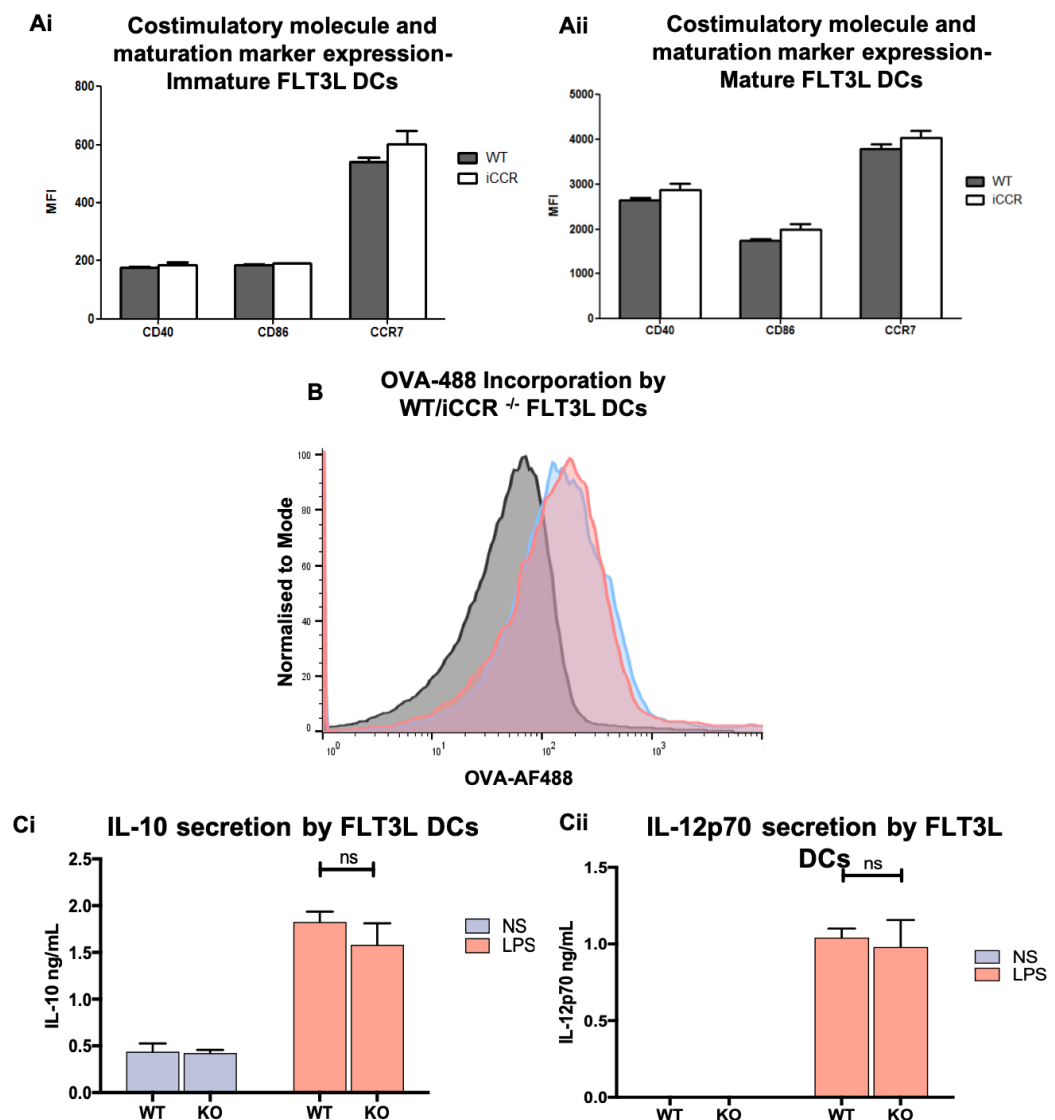 Ai
Costimulatory molecule and
maturation marker expression-
Immature FLT3L DCs
800
600
400
200
0
MFI
CD40
CD86
CCR7
WT
iCCR
Aii
Costimulatory molecule and
maturation marker expression-
Mature FLT3L DCs
5000
4000
3000
2000
1000
0
MFI
CD40
CD86
CCR7
WT
iCCR
B
OVA-488 Incorporation by
WT/iCCR -/- FLT3L DCs
100
80
60
40
20
0
Normalised to Mode
10^0
10^1
10^2
10^3
OVA-AF488
Ci
IL-10 secretion by FLT3L DCs
2.5
2.0
1.5
1.0
0.5
0.0
IL-10 ng/mL
ns
WT
KO
WT
KO
NS
LPS
Cii
IL-12p70 secretion by FLT3L
DCs
1.5
1.0
0.5
0.0
IL-12p70 ng/mL
ns
WT
KO
WT
KO
NS
LPS